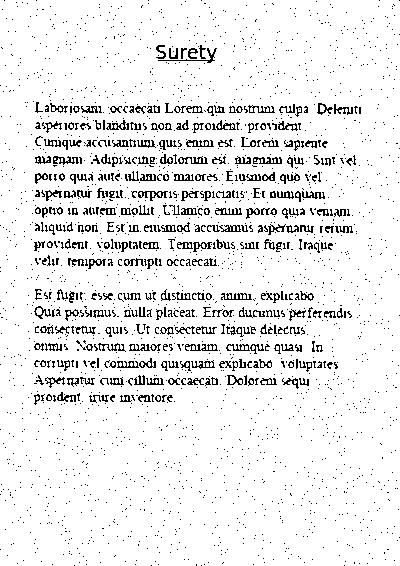 Surety
Laboriosam, occaecati Lorem qui nostrum culpa. Deleniti
asperiores blanditiis non ad proident, provident.
Cumque accusantium quis enim est. Lorem sapiente
magnam. Adipisicing dolorum est, magnam qui. Sint vel
porro quia aute ullamco maiores. Eiusmod quo vel
aspernatur fugit, corporis perspiciatis. Et numquam
optio in autem mollit. Ullamco enim porro quia veniam,
aliquid non. Est in eiusmod accusamus aspernatur rerum,
provident, voluptatem. Temporibus sint fugit. Itaque
velit, tempora corrupti occaecati.
Est fugit, esse cum ut distinctio, animi, explicabo.
Quia possimus, nulla placeat. Error ducimus perferendis
consectetur, quis. Ut consectetur Itaque delectus,
omnis. Nostrum maiores veniam, cumque quasi. In
corrupti vel commodi quisquam explicabo, voluptates.
Aspernatur cum cillum occaecati. Dolorem sequi
proident, irure inventore.